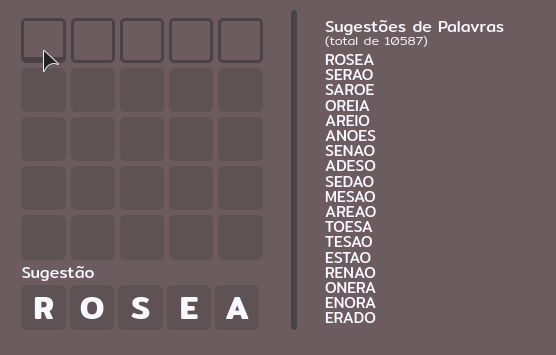 Sugestão
R O S E A
Sugestões de Palavras
(total de 10587)
ROSEA
SERAO
SAROE
OREIA
AREIO
ANOES
SENAO
ADESO
SEDAO
MESAO
AREAO
TOESA
TESAO
ESTAO
RENAO
ONERA
ENORA
ERADO